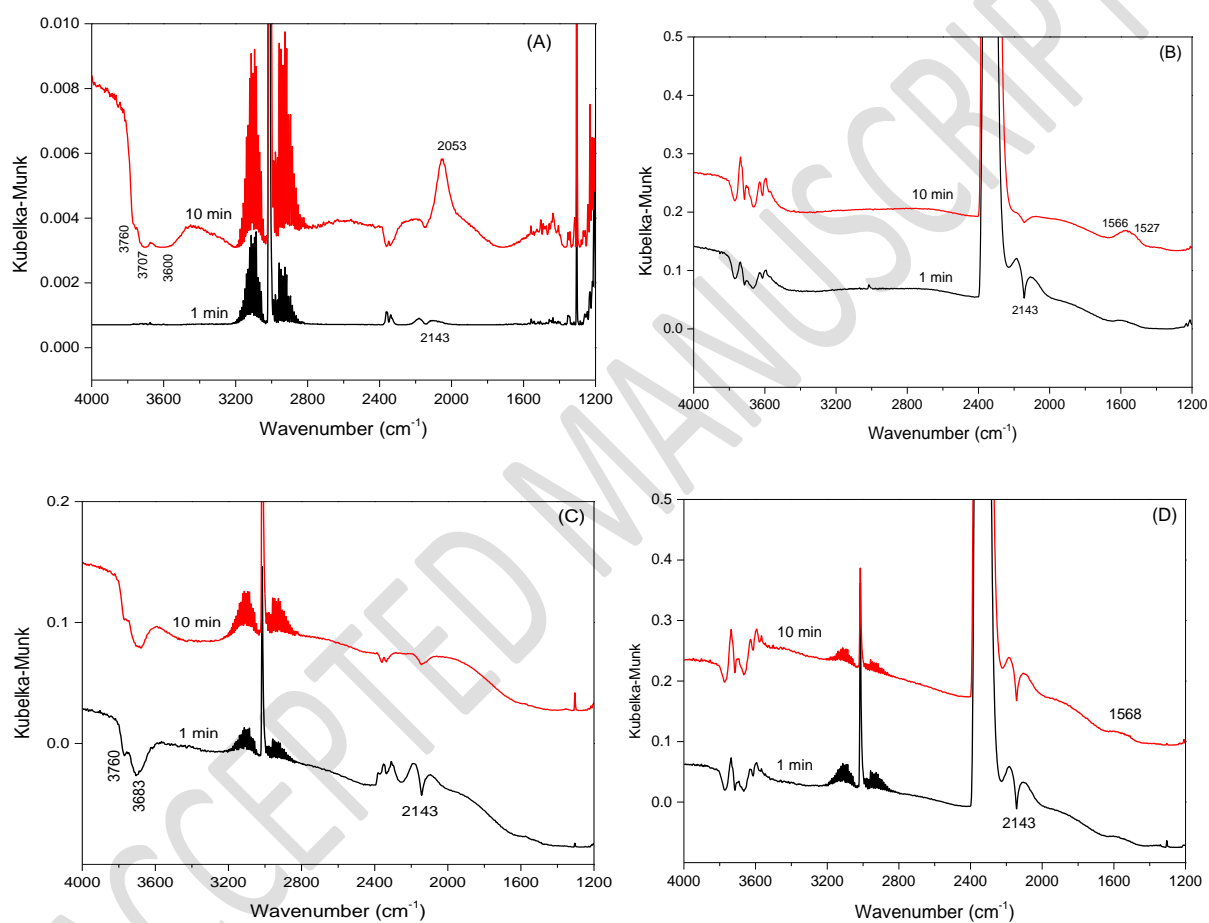 (A)
0.010
0.008
0.006
0.004
0.002
0.000
Kubelka-Munk
2053
10 min
3760
3707
3600
1 min
2143
4000 3600 3200 2800 2400 2000 1600 1200
Wavenumber (cm-1)
(B)
0.5
0.4
0.3
0.2
0.1
0.0
Kubelka-Munk
10 min
1566
1527
1 min
2143
4000 3600 3200 2800 2400 2000 1600 1200
Wavenumber (cm-1)
(C)
0.2
0.1
0.0
Kubelka-Munk
10 min
1 min
3760
3683
2143
4000 3600 3200 2800 2400 2000 1600 1200
Wavenumber (cm-1)
(D)
0.5
0.4
0.3
0.2
0.1
0.0
Kubelka-Munk
10 min
1568
1 min
2143
4000 3600 3200 2800 2400 2000 1600 1200
Wavenumber (cm-1)
ACCEPTED MANUSCRIPT